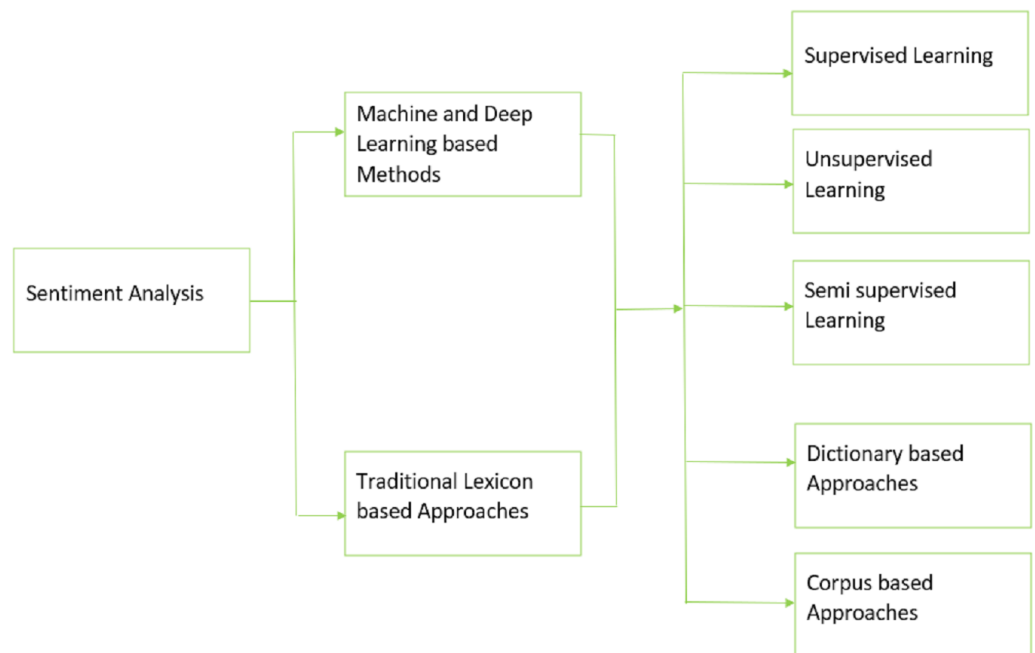 Sentiment Analysis
Machine and Deep
Learning based
Methods
Traditional Lexicon
based Approaches
Supervised Learning
Unsupervised
Learning
Semi supervised
Learning
Dictionary based
Approaches
Corpus based
Approaches